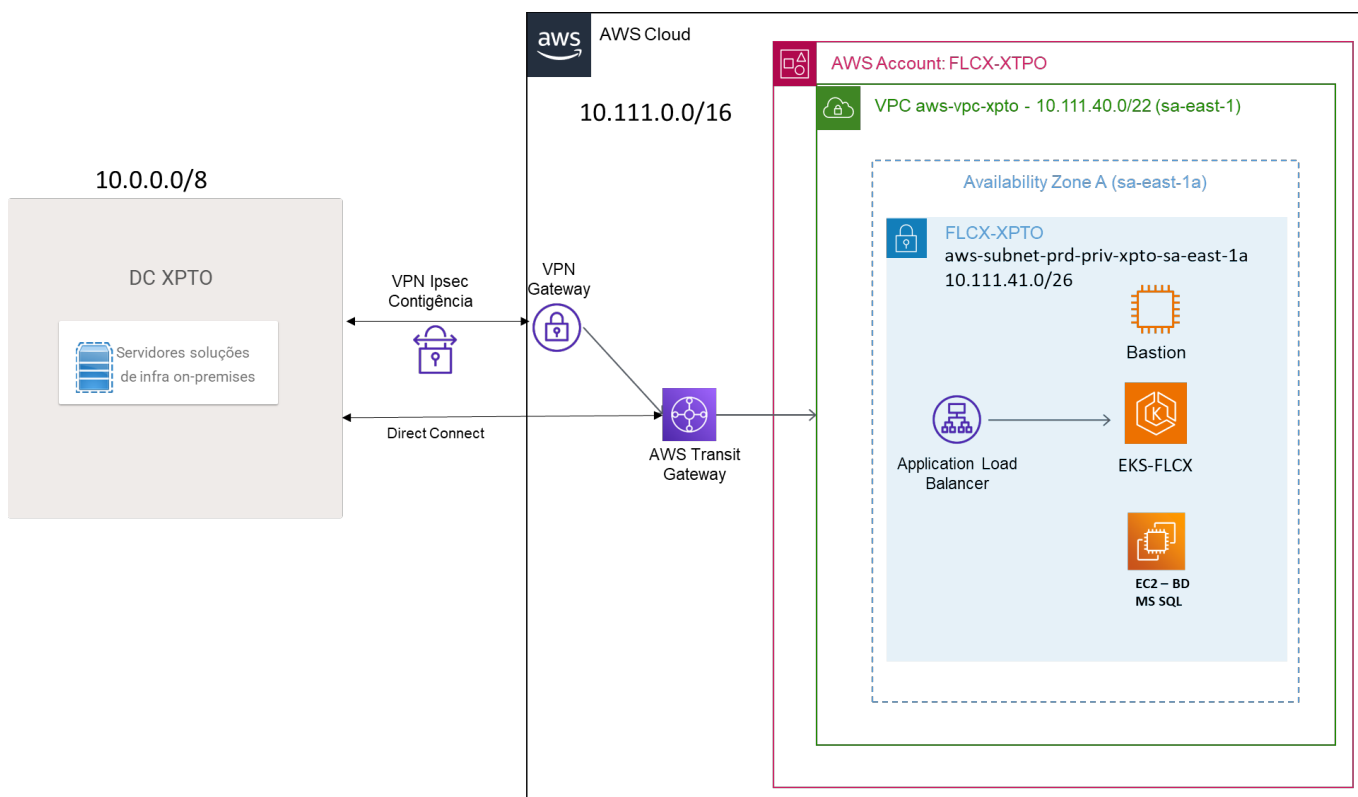 aws
AWS Cloud
AWS Account: FLCX-XTPO
10.111.0.0/16
VPC aws-vpc-xpto - 10.111.40.0/22 (sa-east-1)
10.0.0.0/8
Availability Zone A (sa-east-1a)
FLCX-XPTO
aws-subnet-prd-priv-xpto-sa-east-1a
10.111.41.0/26
DC XPTO
Servidores soluções
de infra on-premises
VPN Ipsec
Contigência
VPN
Gateway
Direct Connect
AWS Transit
Gateway
Bastion
Application Load
Balancer
K
EKS-FLCX
EC2 – BD
MS SQL